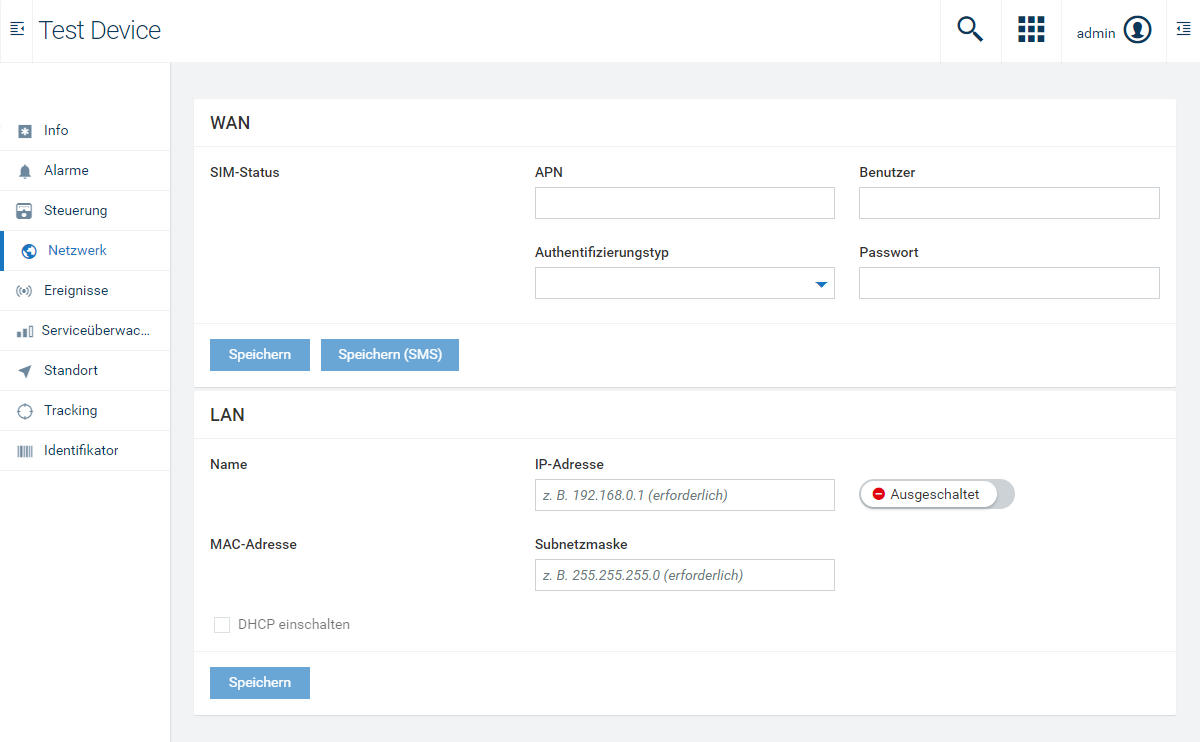 Test Device
admin
Info
Alarme
Steuerung
Netzwerk
Ereignisse
Serviceüberwac...
Standort
Tracking
Identifikator
WAN
SIM-Status
APN
Benutzer
Authentifizierungstyp
Passwort
Speichern
Speichern (SMS)
LAN
Name
IP-Adresse
z. B. 192.168.0.1 (erforderlich)
Ausgeschaltet
MAC-Adresse
Subnetzmaske
z. B. 255.255.255.0 (erforderlich)
DHCP einschalten
Speichern